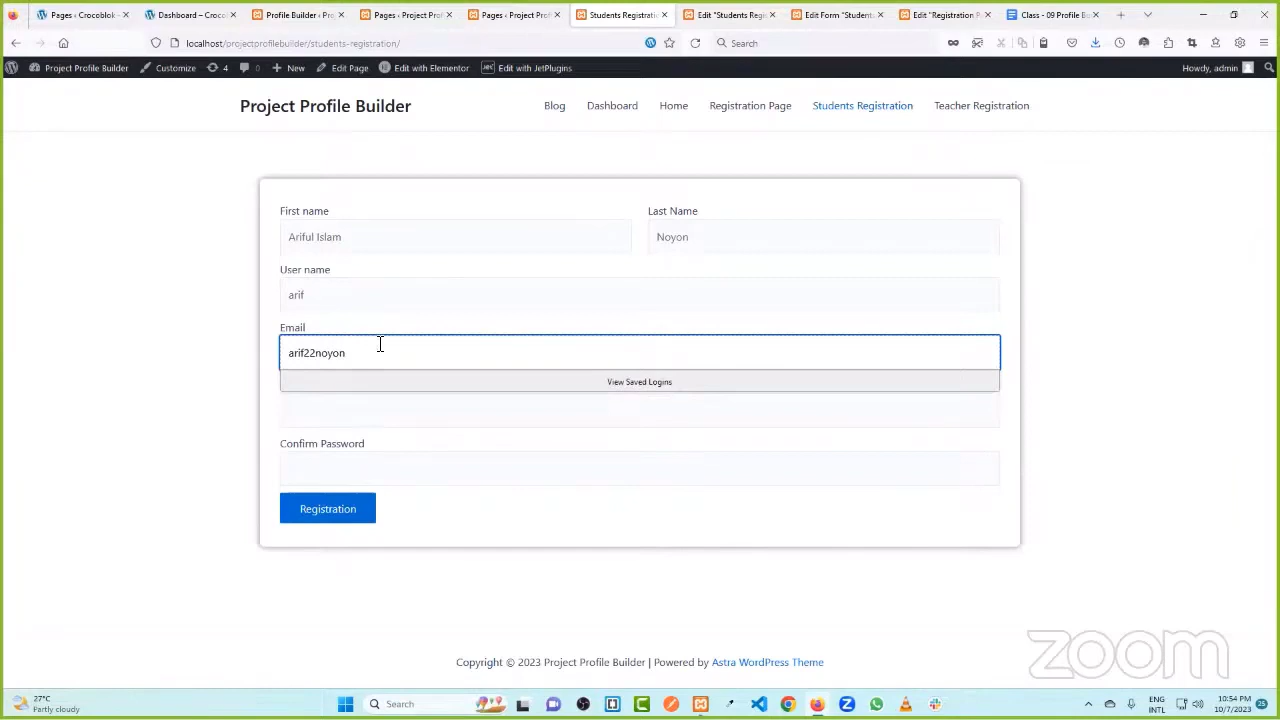 Pages ‹ Crocoblok -
Dashboard – Croco
Profile Builder ‹ Pro
Pages ‹ Project Prof
Pages ‹ Project Prof
Students Registratio
Edit "Students Regi
Edit Form "Student
Edit "Registration P
Class - 09 Profile Bu
localhost/projectprofilebuilder/students-registration/
Search
Project Profile Builder
Customize
4
0
New
Edit Page
Edit with Elementor
Edit with JetPlugins
Howdy, admin
Project Profile Builder
Blog
Dashboard
Home
Registration Page
Students Registration
Teacher Registration
First name
Last Name
Ariful Islam
Noyon
User name
arif
Email
arif22noyon
View Saved Logins
Confirm Password
Registration
zoom
Copyright © 2023 Project Profile Builder | Powered by Astra WordPress Theme
27°C
Partly cloudy
Search
ENG
INTL
10:54 PM
10/7/2023